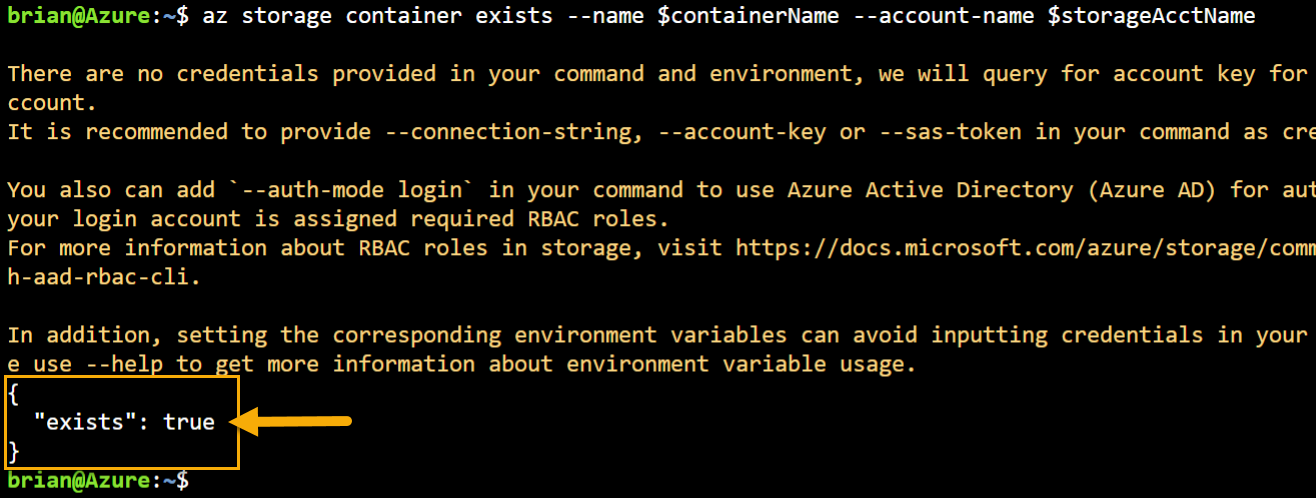 brian@Azure:~$ az storage container exists --name $containerName --account-name $storageAcctName
There are no credentials provided in your command and environment, we will query for account key for
ccount.
It is recommended to provide --connection-string, --account-key or --sas-token in your command as cre
You also can add `--auth-mode login` in your command to use Azure Active Directory (Azure AD) for aut
your login account is assigned required RBAC roles.
For more information about RBAC roles in storage, visit https://docs.microsoft.com/azure/storage/comm
h-aad-rbac-cli.
In addition, setting the corresponding environment variables can avoid inputting credentials in your
e use --help to get more information about environment variable usage.
{
"exists": true
}
brian@Azure:~$